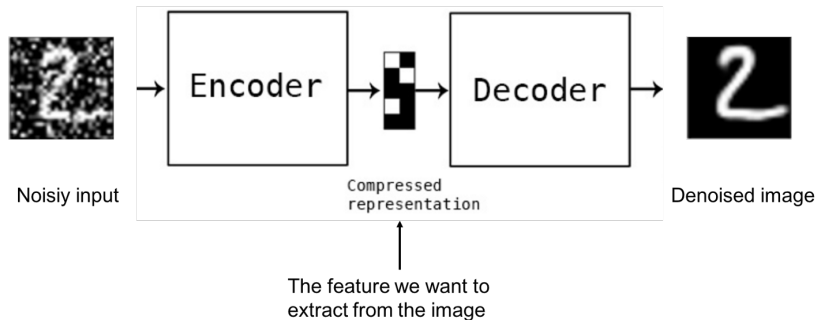 Encoder
Decoder
Noisiy input
Compressed
representation
Denoised image
The feature we want to
extract from the image